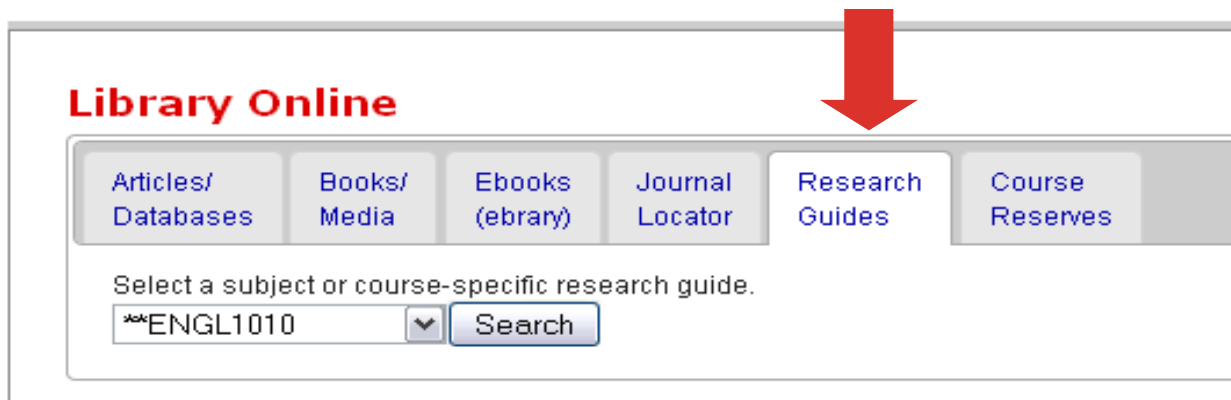 Library Online
Articles/ Databases
Books/ Media
Ebooks (ebrary)
Journal Locator
Research Guides
Course Reserves
Select a subject or course-specific research guide.
**ENGL1010 Search